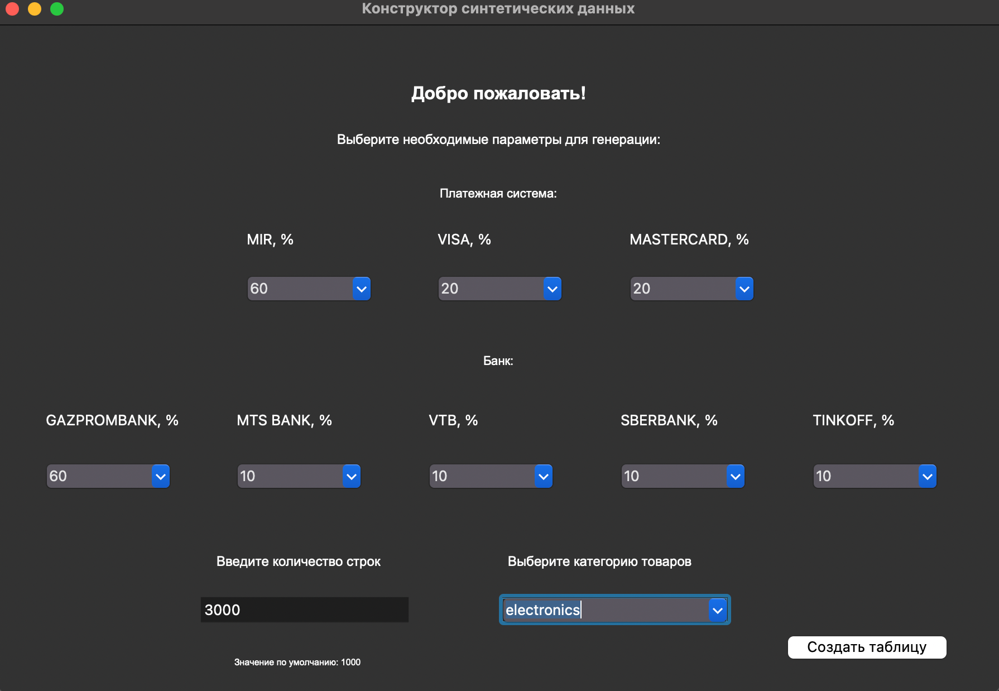 Конструктор синтетических данных
Добро пожаловать!
Выберите необходимые параметры для генерации:
Платежная система:
MIR, % VISA, % MASTERCARD, %
60 20 20
Банк:
GAZPROMBANK, % MTS BANK, % VTB, % SBERBANK, % TINKOFF, %
60 10 10 10 10
Введите количество строк Выберите категорию товаров
3000 electronics
Создать таблицу
Значение по умолчанию: 1000